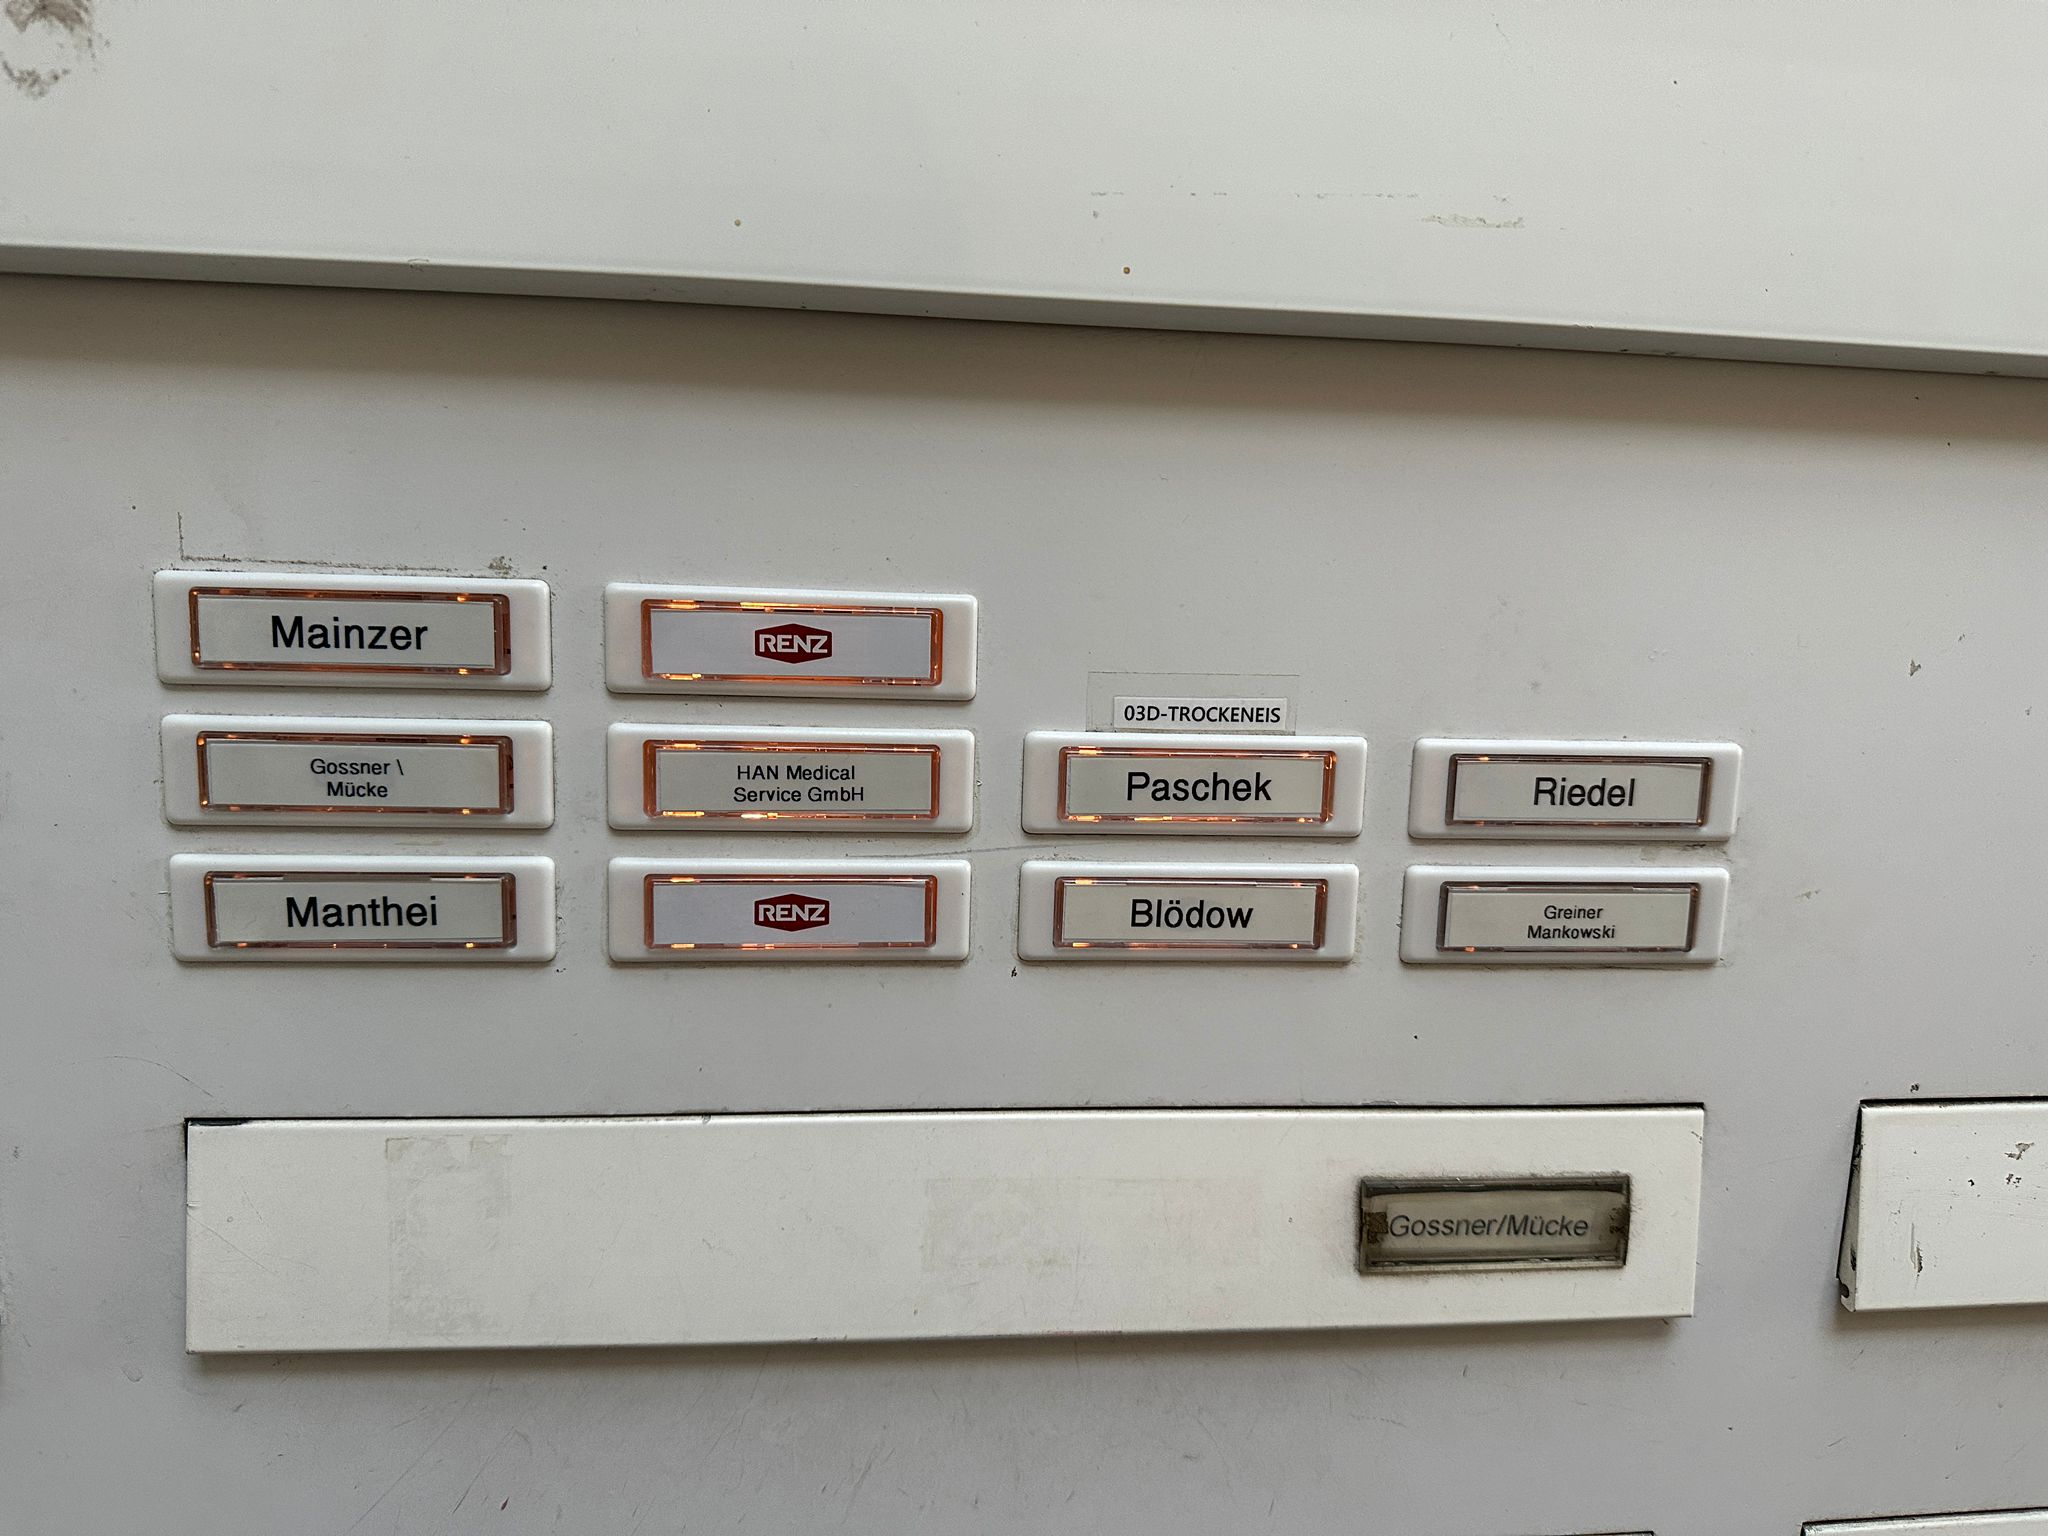 Mainzer
RENZ
03D-TROCKENEIS
Gossner \
Mücke
HAN Medical
Service GmbH
Paschek
Riedel
Manthei
RENZ
Blödow
Greiner
Mankowski
Gossner/Mücke